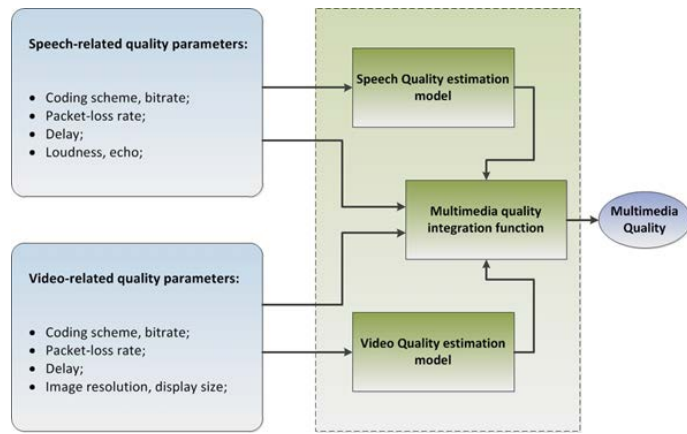 Speech-related quality parameters:
• Coding scheme, bitrate;
• Packet-loss rate;
• Delay;
• Loudness, echo;
Speech Quality estimation
model
Multimedia quality
integration function
Multimedia
Quality
Video-related quality parameters:
• Coding scheme, bitrate;
• Packet-loss rate;
• Delay;
• Image resolution, display size;
Video Quality estimation
model